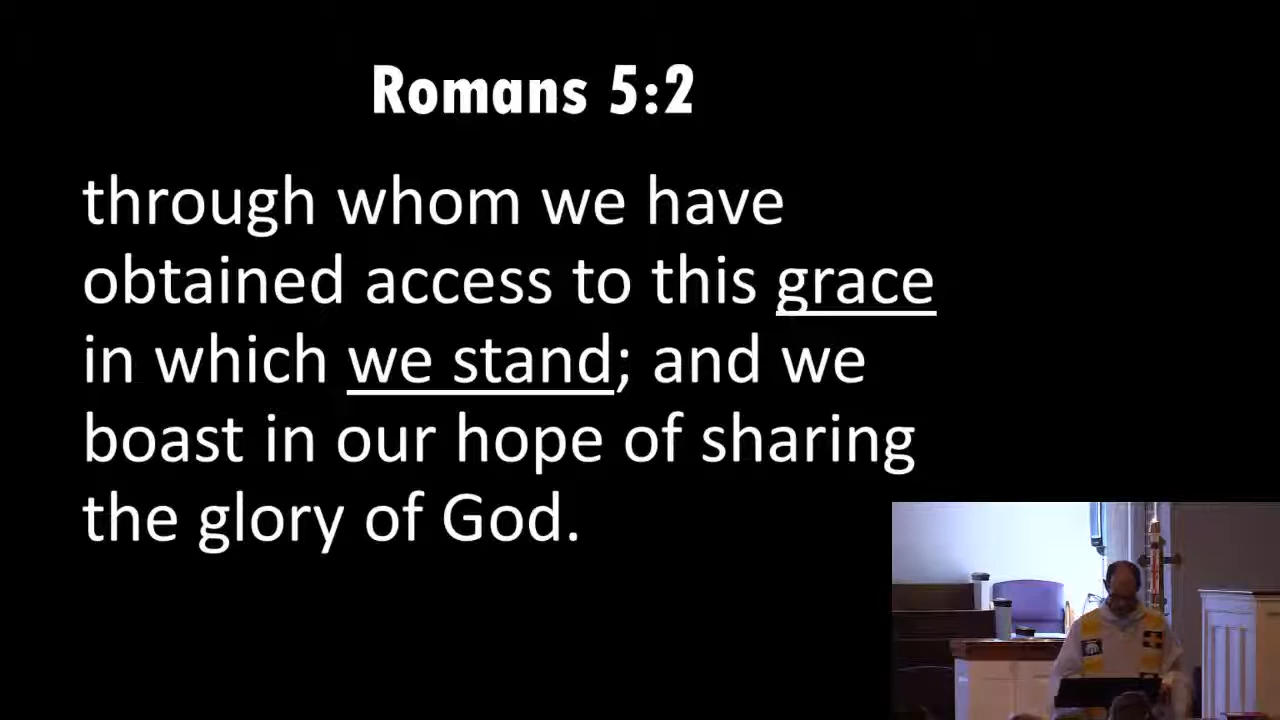 Romans 5:2
through whom we have
obtained access to this grace
in which we stand; and we
boast in our hope of sharing
the glory of God.